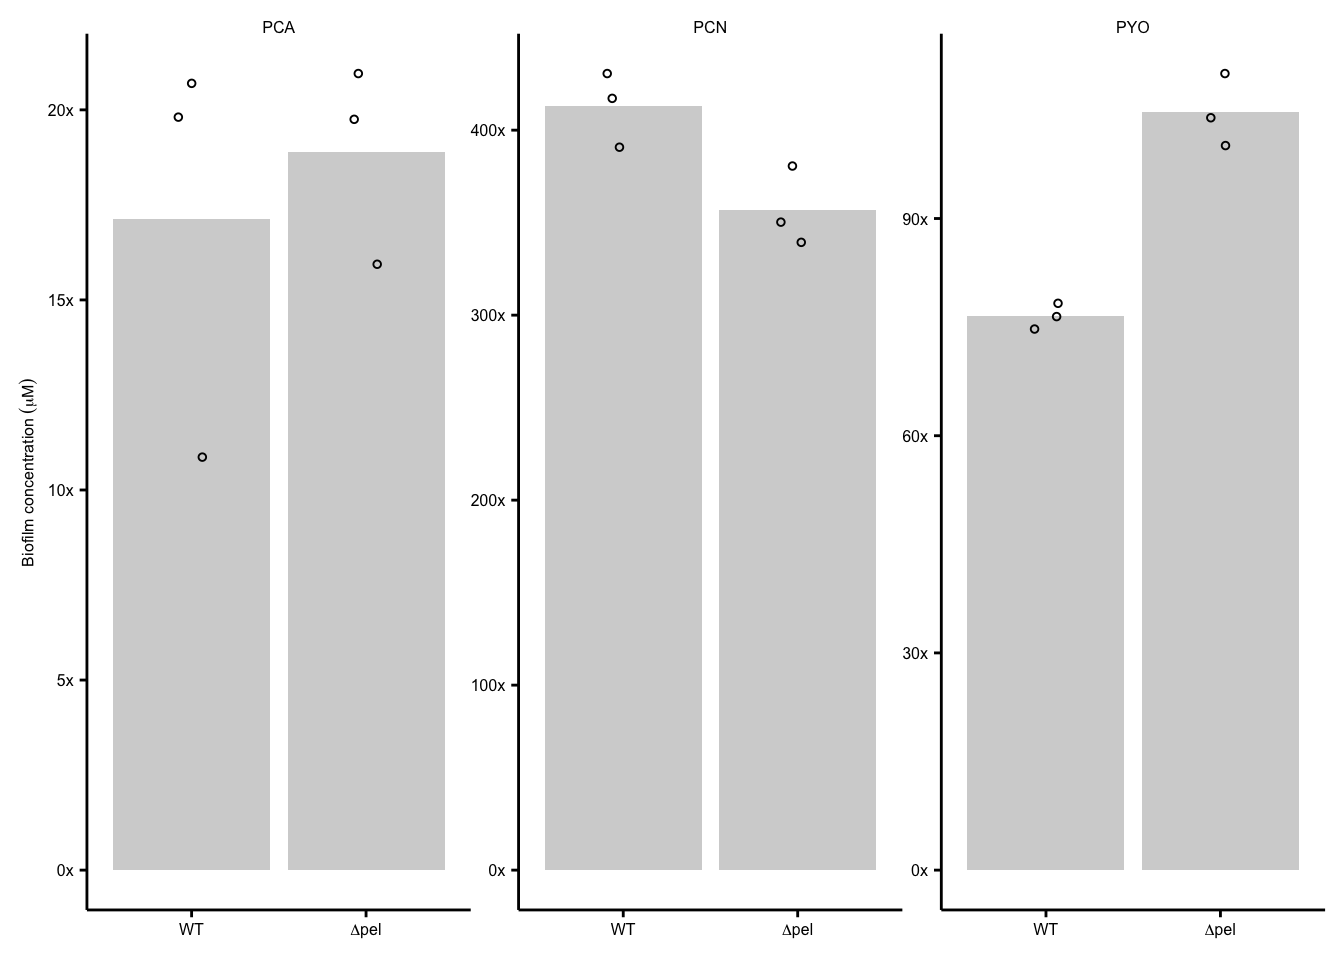 PCA
PCN
PYO
Biofilm concentration (μM)
20x
15x
10x
5x
0x
WT
Δpel
400x
300x
200x
100x
0x
WT
Δpel
90x
60x
30x
0x
WT
Δpel